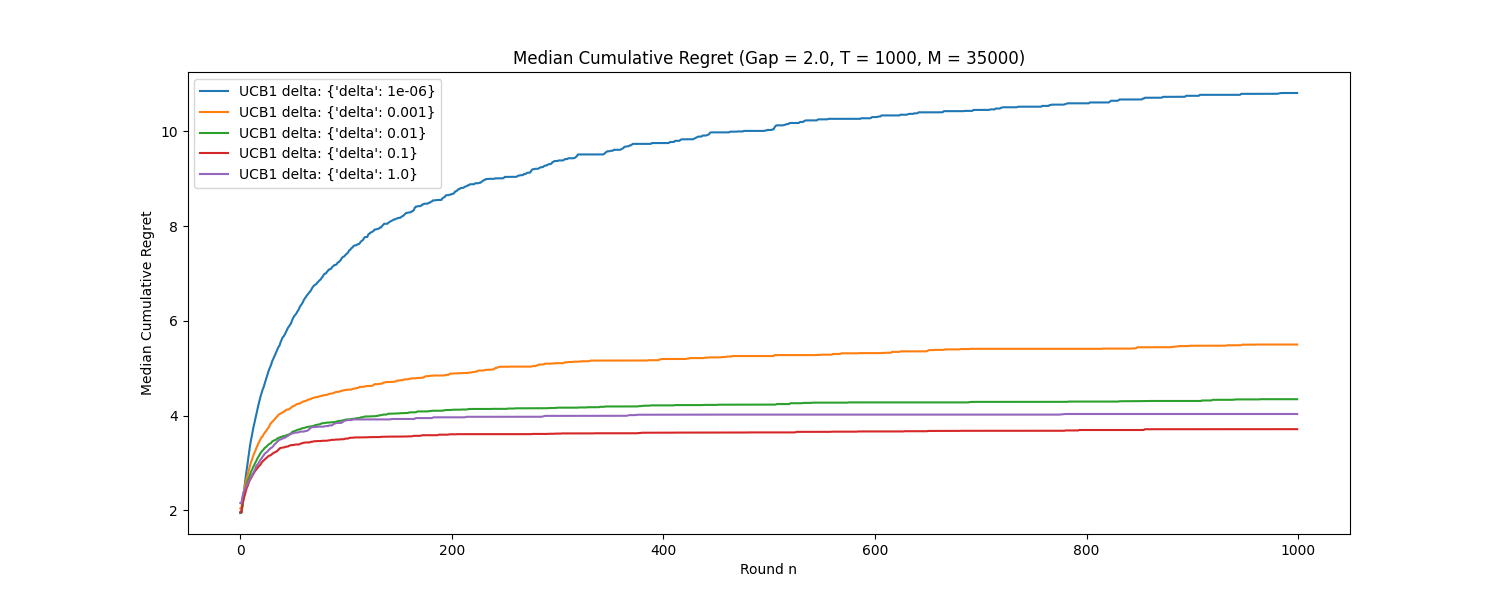 Median Cumulative Regret (Gap = 2.0, T = 1000, M = 35000)
UCB1 delta: {'delta': 1e-06}
UCB1 delta: {'delta': 0.001}
UCB1 delta: {'delta': 0.01}
UCB1 delta: {'delta': 0.1}
UCB1 delta: {'delta': 1.0}
Median Cumulative Regret
10
8
6
4
2
0 200 400 600 800 1000
Round n